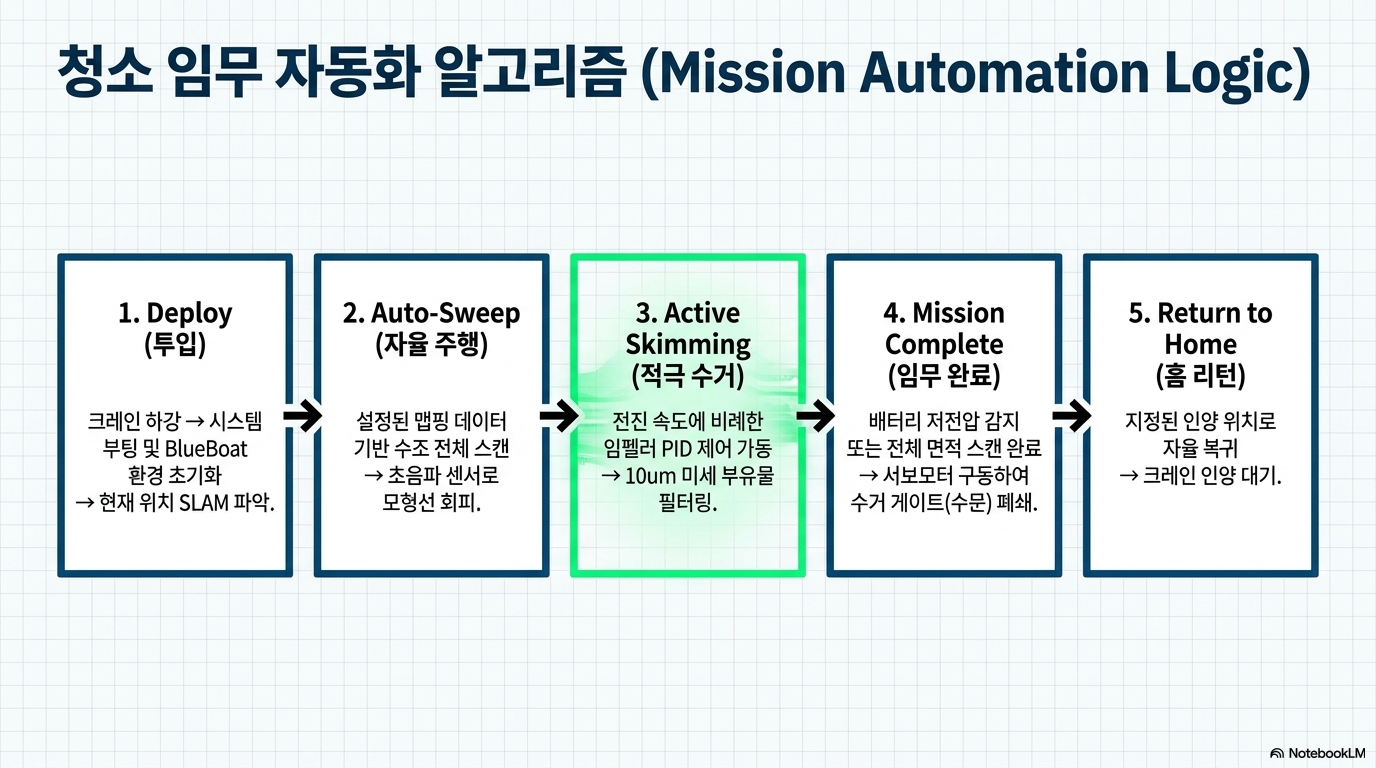 청소 임무 자동화 알고리즘 (Mission Automation Logic)
1. Deploy
(투입)
크레인 하강 → 시스템
부팅 및 BlueBoat
환경 초기화
→ 현재 위치 SLAM 파악.
2. Auto-Sweep
(자율 주행)
설정된 맵핑 데이터
기반 수조 전체 스캔
→ 초음파 센서로
모형선 회피.
3. Active
Skimming
(적극 수거)
전진 속도에 비례한
임펠러 PID 제어 가동
→ 10um 미세 부유물
필터링.
4. Mission
Complete
(임무 완료)
배터리 저전압 감지
또는 전체 면적 스캔 완료
→ 서보모터 구동하여
수거 게이트(수문) 폐쇄.
5. Return to
Home
(홈 리턴)
지정된 인양 위치로
자율 복귀
→ 크레인 인양 대기.
NotebookLM